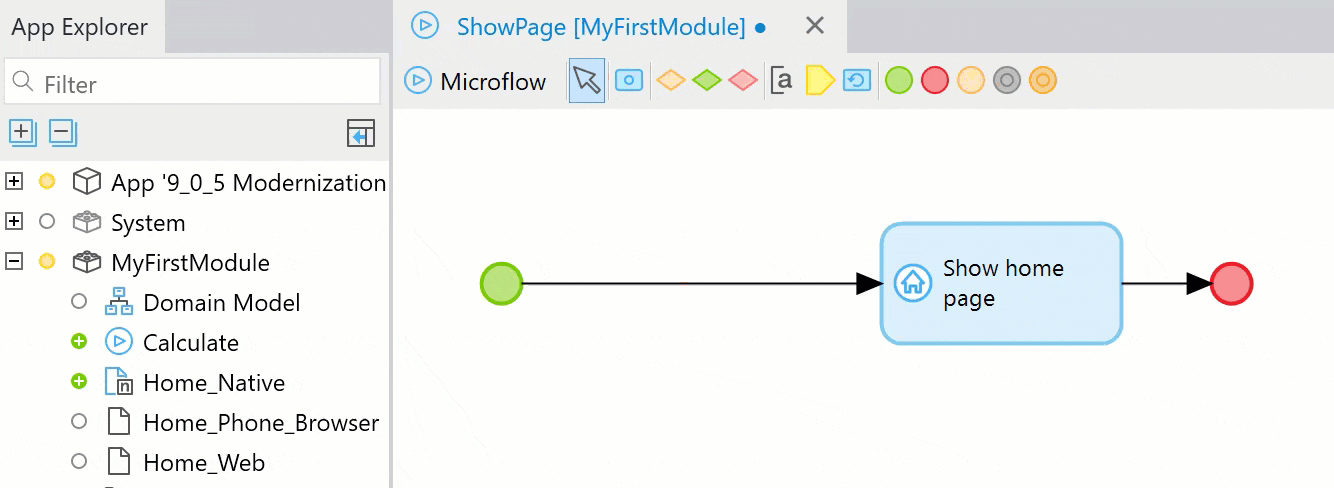 App Explorer
ShowPage [MyFirstModule]
Filter
Microflow
[a
App '9_0_5 Modernization
System
MyFirstModule
Domain Model
Calculate
Home_Native
Home_Phone_Browser
Home_Web
Show home
page